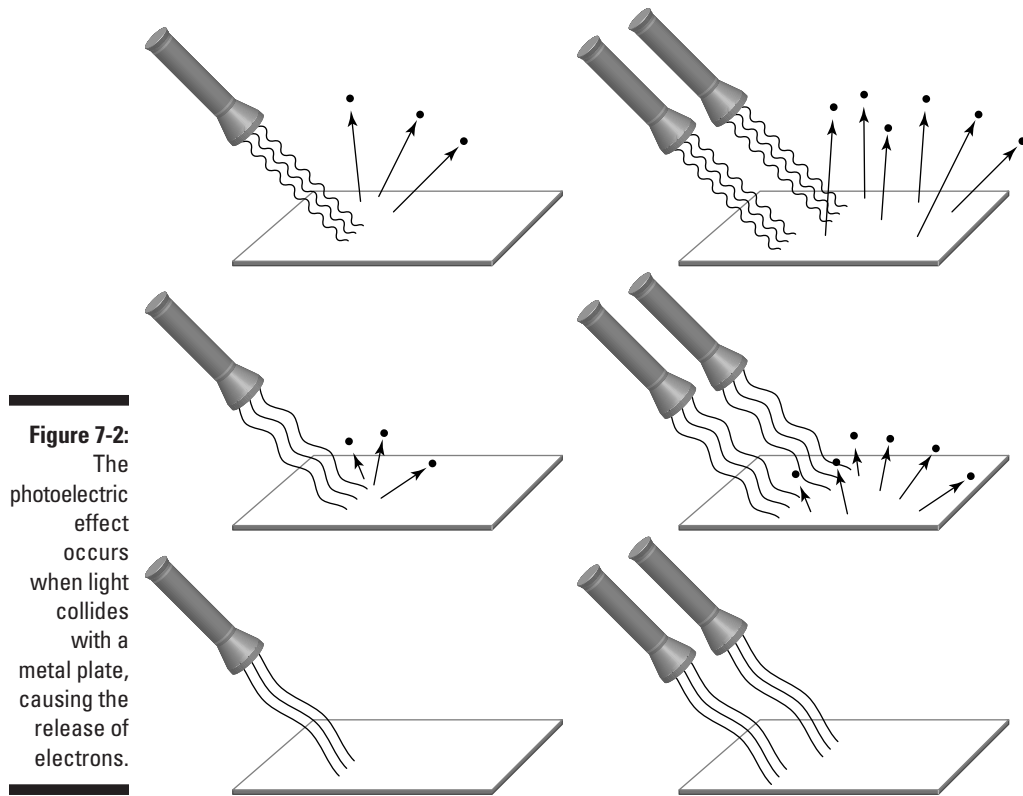 Figure 7-2:
The
photoelectric
effect
occurs
when light
collides
with a
metal plate,
causing the
release of
electrons.